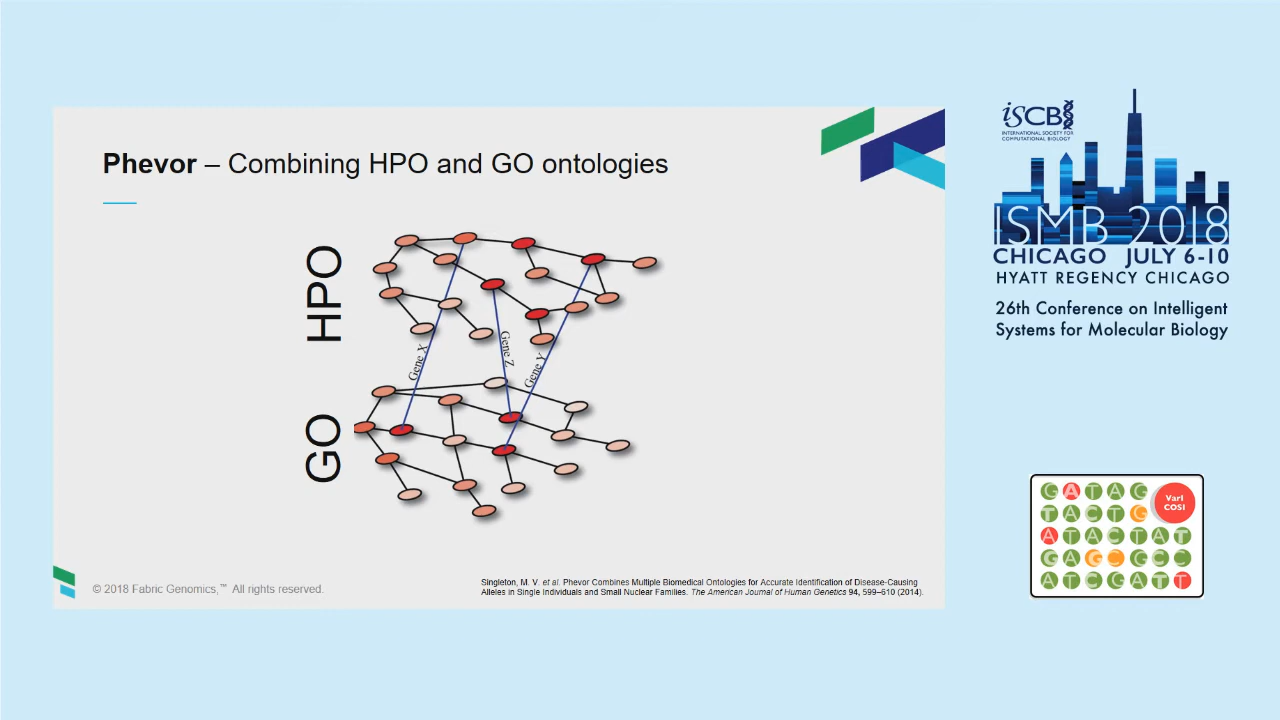 Phevor – Combining HPO and GO ontologies
HPO
GO
Gene X
Gene Z
Gene Y
© 2018 Fabric Genomics,™ All rights reserved.
Singleton, M. V. et al. Phevor Combines Multiple Biomedical Ontologies for Accurate Identification of Disease-Causing
Alleles in Single Individuals and Small Nuclear Families. The American Journal of Human Genetics 94, 599–610 (2014).
iSCB
INTERNATIONAL SOCIETY FOR
COMPUTATIONAL BIOLOGY
ISMB 2018
CHICAGO JULY 6-10
HYATT REGENCY CHICAGO
26th Conference on Intelligent
Systems for Molecular Biology
GATAG
VarI
COSI
TACTG
ATACTAT
GAGCGCC
ATCGATT